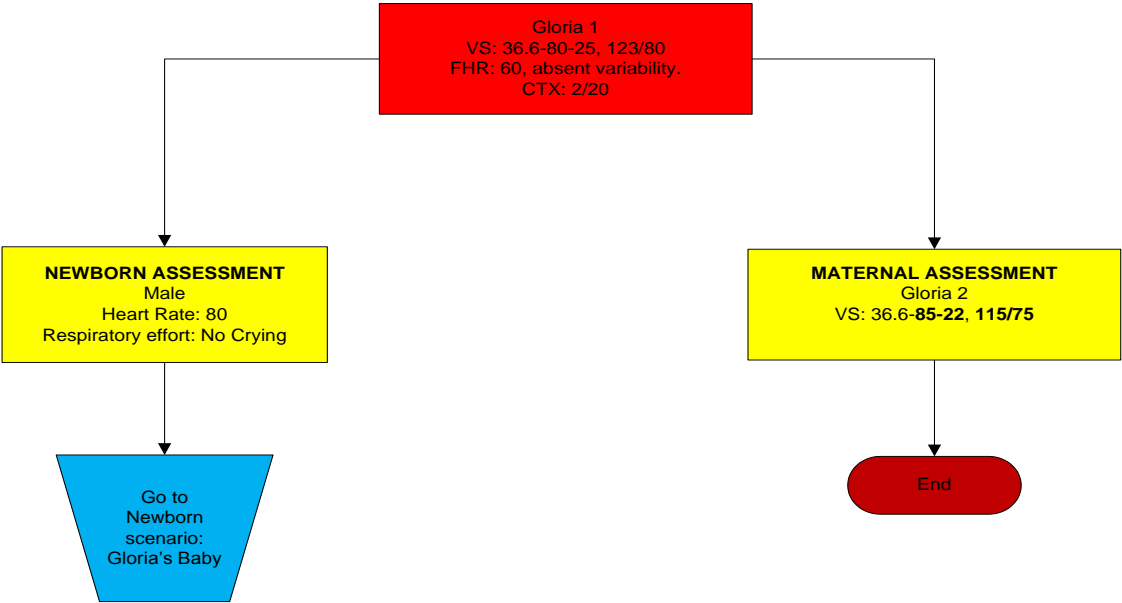 Gloria 1
VS: 36.6-80-25, 123/80
FHR: 60, absent variability.
CTX: 2/20
NEWBORN ASSESSMENT
Male
Heart Rate: 80
Respiratory effort: No Crying
MATERNAL ASSESSMENT
Gloria 2
VS: 36.6-85-22, 115/75
Go to
Newborn
scenario:
Gloria’s Baby
End